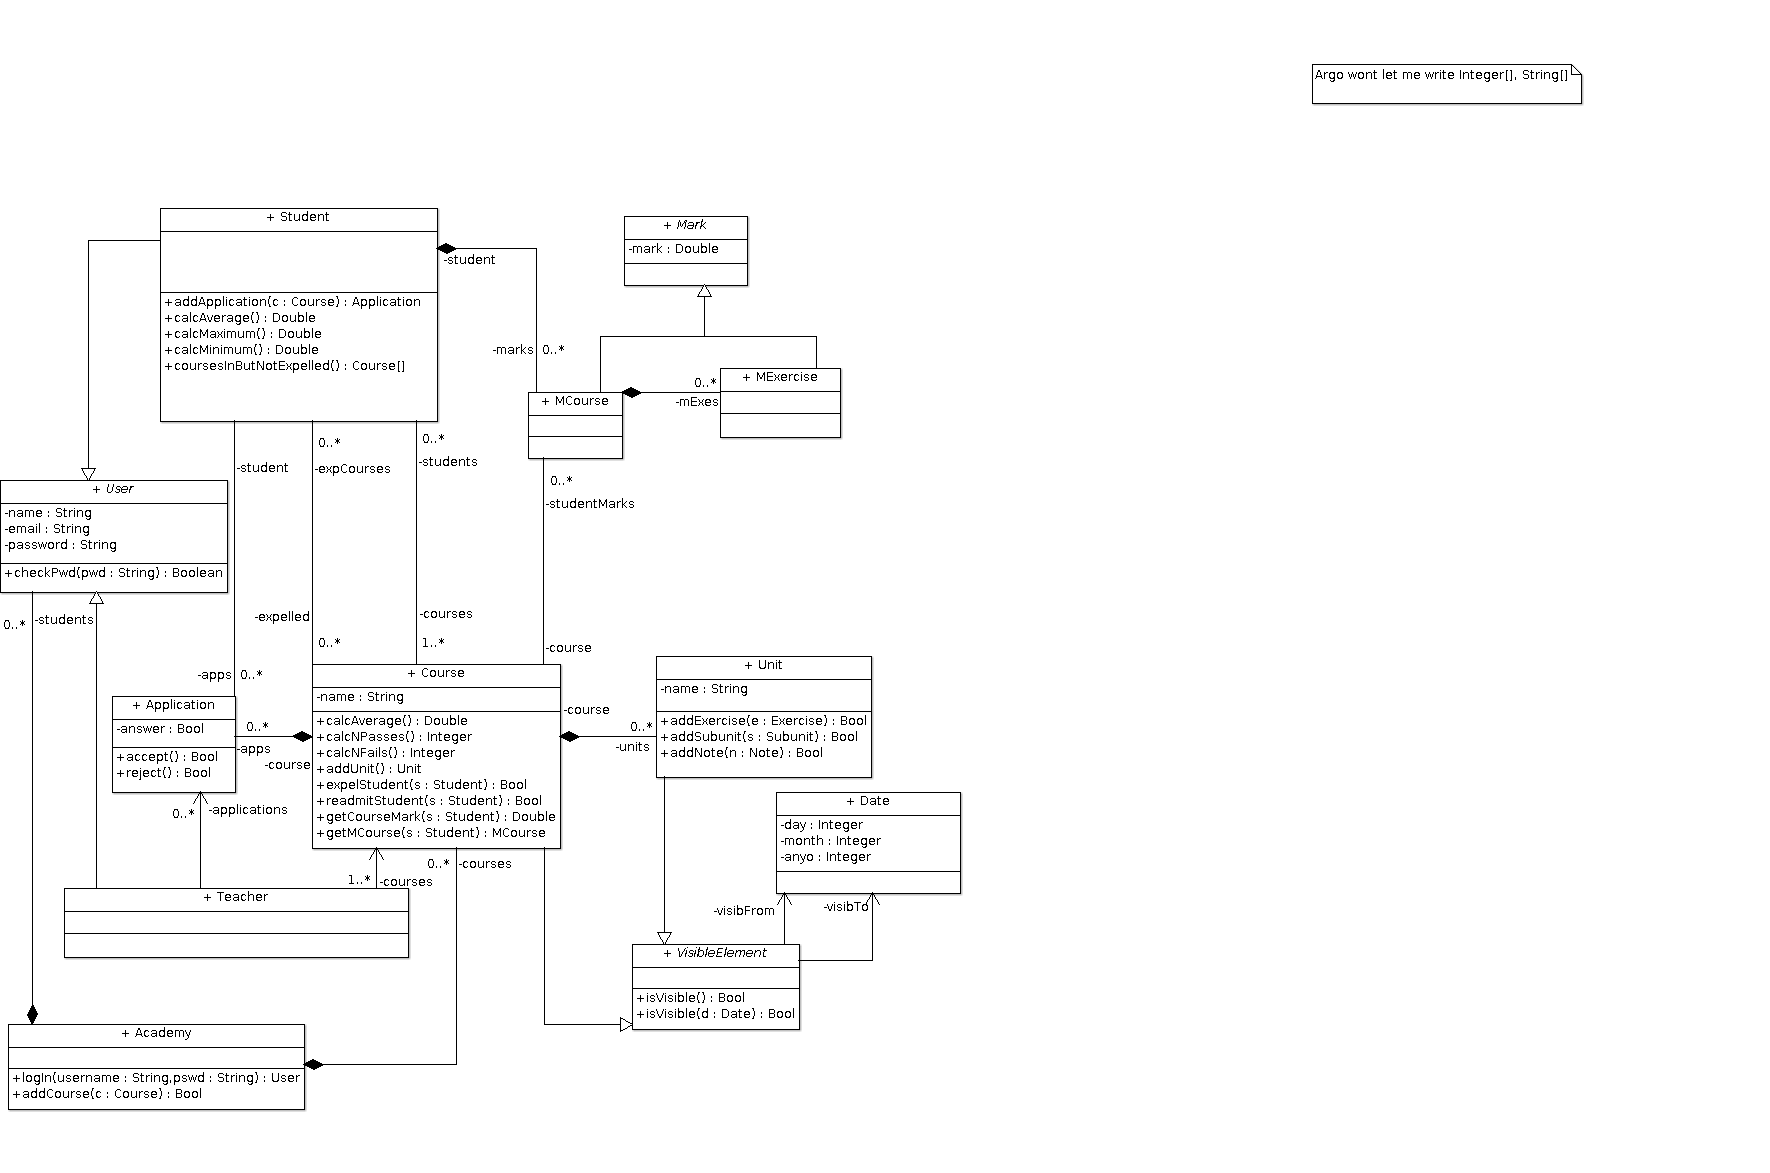 Argo wont let me write Integer[], String[]
+ Student
+addApplication(c : Course) : Application
+calcAverage() : Double
+calcMaximum() : Double
+calcMinimum() : Double
+coursesInButNotExpelled() : Course[]
+ Mark
-mark : Double
-student
-marks 0..*
+ MCourse
0..*
-mExes
+ MExercise
0..*
-student
0..*
-expCourses
0..*
-students
0..*
-studentMarks
+ User
-name : String
-email : String
-password : String
+checkPwd(pwd : String) : Boolean
0..* -students
-expelled
0..*
-courses
1..*
-course
-apps 0..*
+ Application
-answer : Bool
+accept() : Bool
+reject() : Bool
0..*
-apps
-course
+ Course
-name : String
+calcAverage() : Double
+calcNPasses() : Integer
+calcNFails() : Integer
+addUnit() : Unit
+expelStudent(s : Student) : Bool
+readmitStudent(s : Student) : Bool
+getCourseMark(s : Student) : Double
+getMCourse(s : Student) : MCourse
-course
0..*
-units
+ Unit
-name : String
+addExercise(e : Exercise) : Bool
+addSubunit(s : Subunit) : Bool
+addNote(n : Note) : Bool
0..* -applications
1..* -courses
0..* -courses
+ Date
-day : Integer
-month : Integer
-anyo : Integer
+ Teacher
-visibFrom
-visibTo
+ VisibleElement
+isVisible() : Bool
+isVisible(d : Date) : Bool
+ Academy
+logIn(username : String,pswd : String) : User
+addCourse(c : Course) : Bool